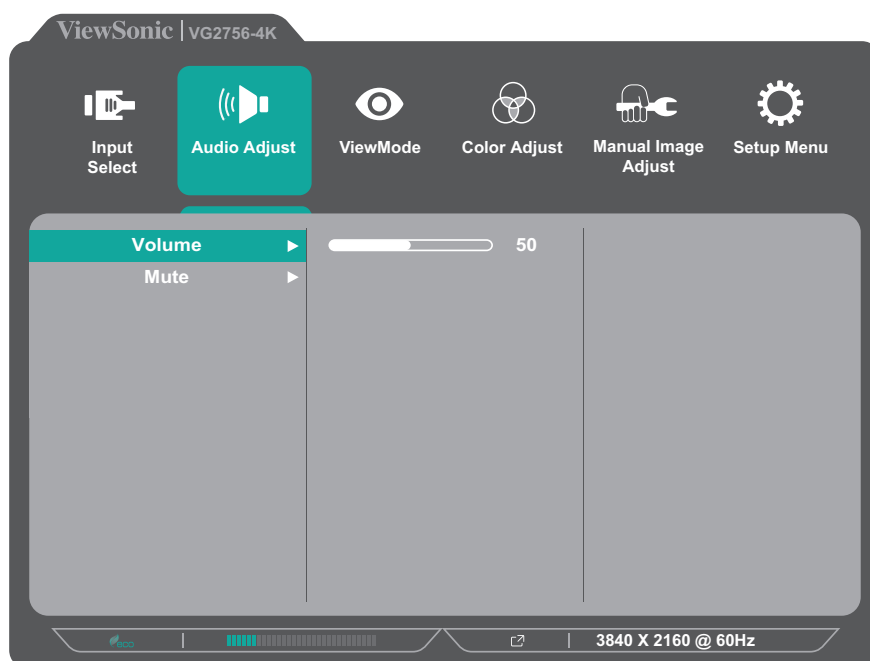 ViewSonic | VG2756-4K
Input
Select
Audio Adjust
ViewMode
Color Adjust
Manual Image
Adjust
Setup Menu
Volume
50
Mute
eco
3840 X 2160 @ 60Hz